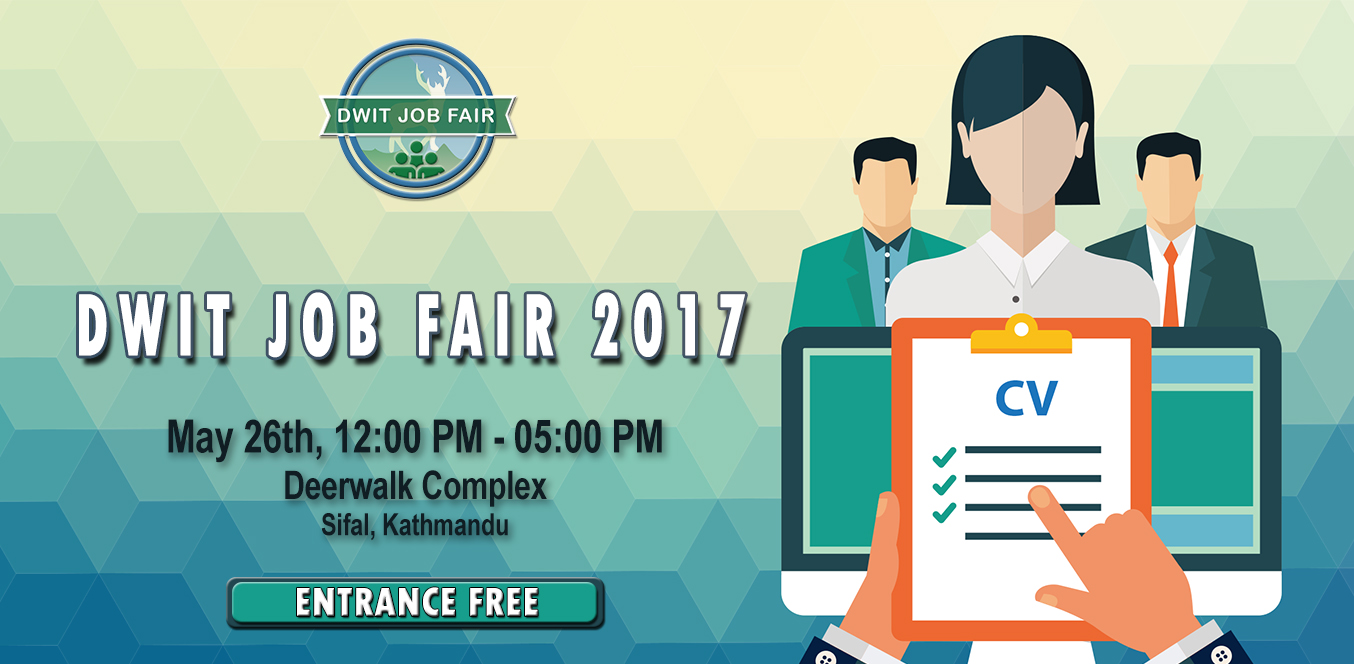 DWIT JOB FAIR
DWIT JOB FAIR 2017
May 26th, 12:00 PM - 05:00 PM
Deerwalk Complex
Sifal, Kathmandu
ENTRANCE FREE
CV